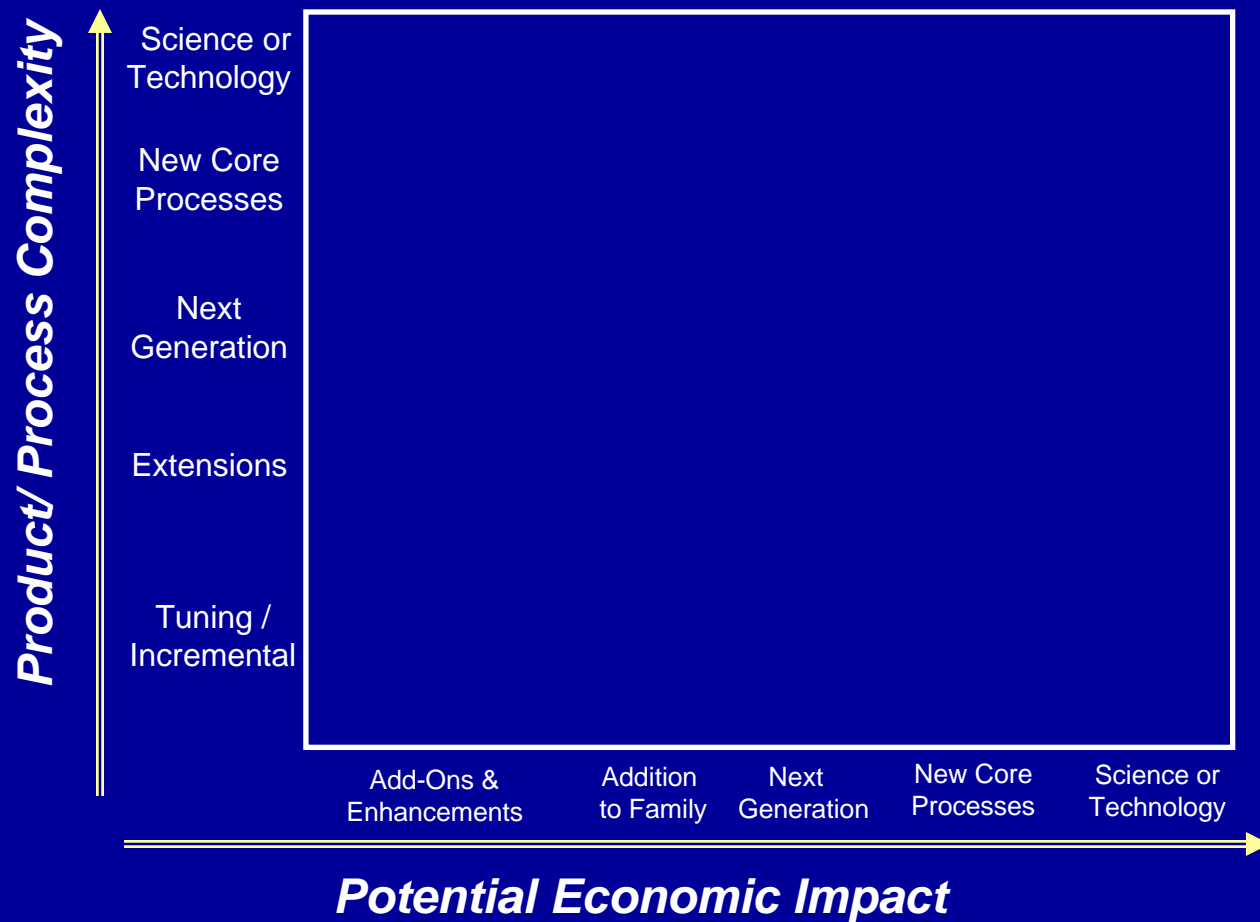 Product/ Process Complexity
Science or
Technology
New Core
Processes
Next
Generation
Extensions
Tuning /
Incremental
Add-Ons &
Enhancements
Addition
to Family
Next
Generation
New Core
Processes
Science or
Technology
Potential Economic Impact